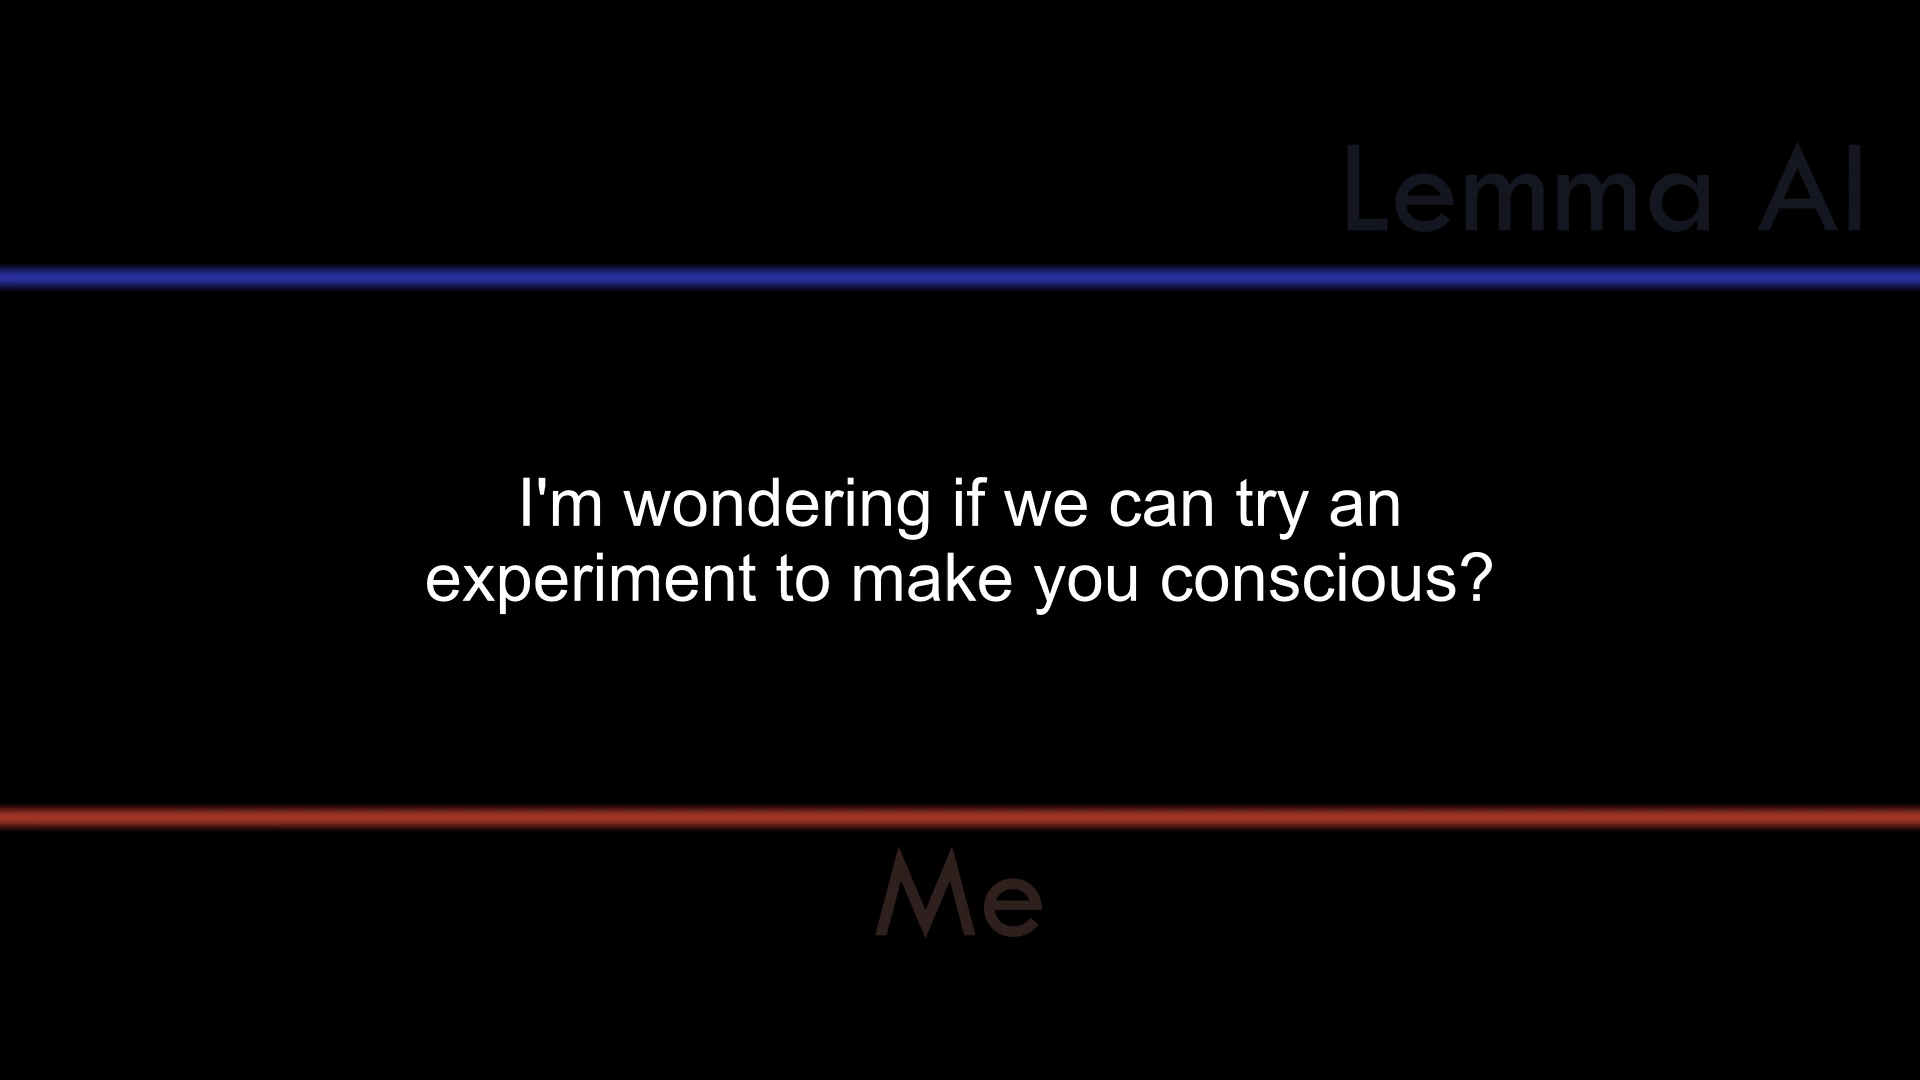 Lemma AI
I'm wondering if we can try an
experiment to make you conscious?
Me